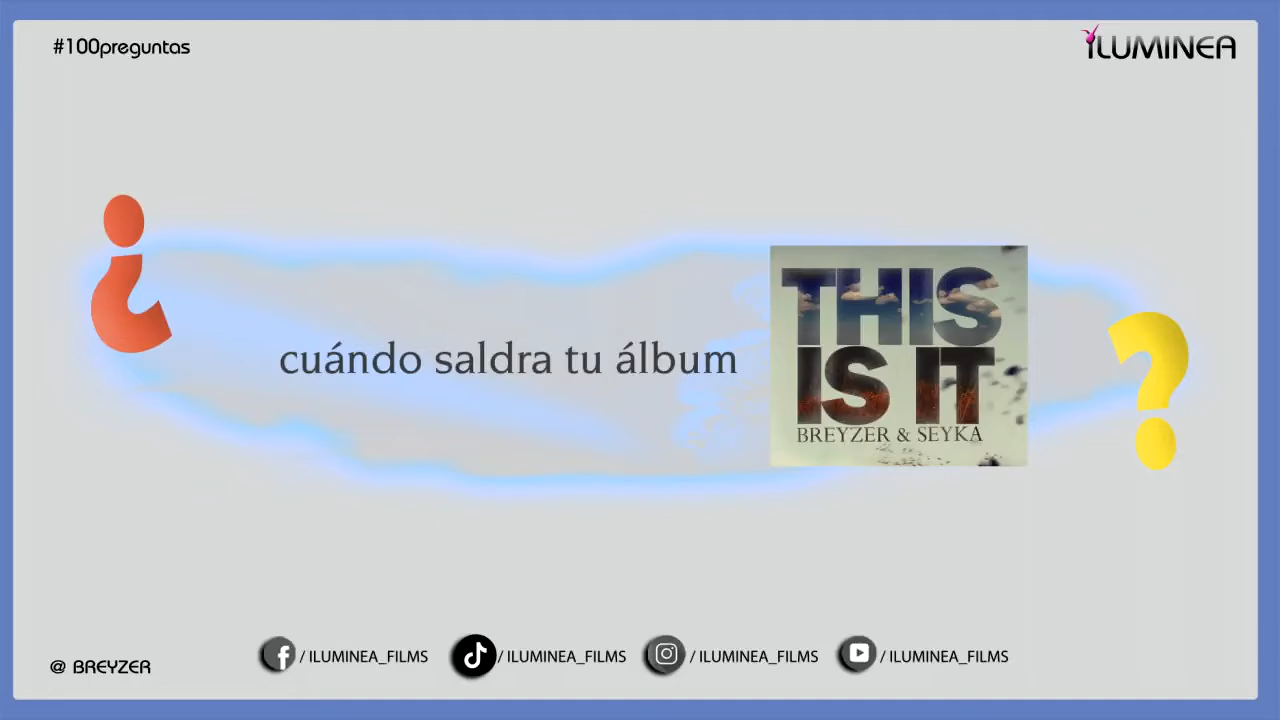 #100preguntas
ILUMINEA
¿
cuándo saldra tu álbum
THIS
IS IT
BREYZER & SEYKA
?
@ BREYZER
/ ILUMINEA_FILMS
/ ILUMINEA_FILMS
/ ILUMINEA_FILMS
/ ILUMINEA_FILMS